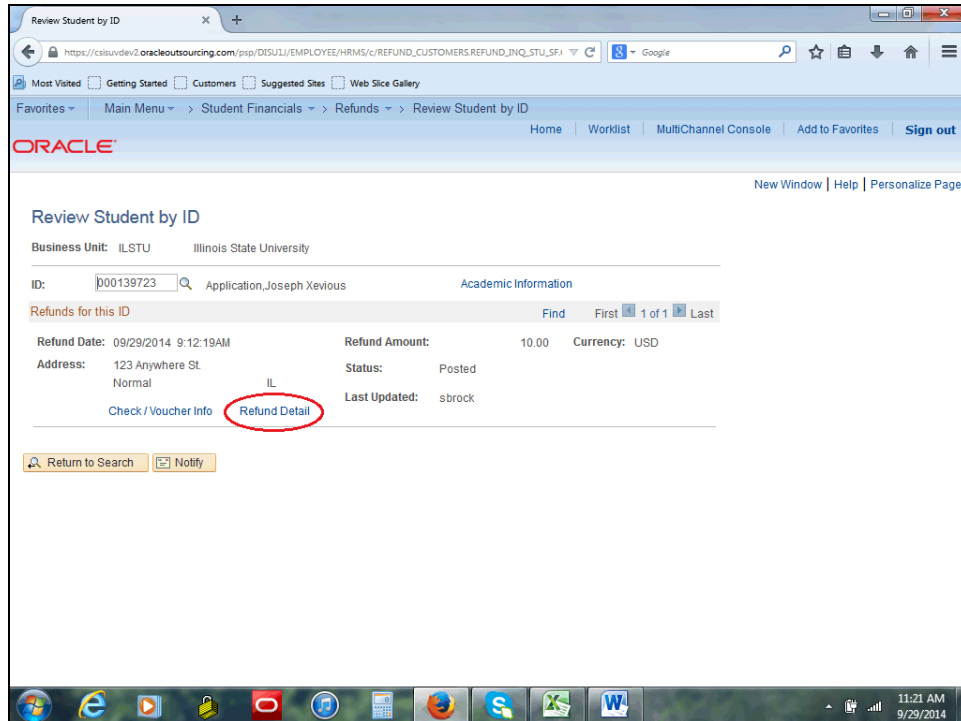 Review Student by ID × +
https://csisuvdev2.oracleoutsourcing.com/psp/DISU1J/EMPLOYEE/HRMS/c/REFUND_CUSTOMERS.REFUND_INQ_STU_SF.( 8 Google
Most Visited Getting Started Customers Suggested Sites Web Slice Gallery
Favorites Main Menu > Student Financials > Refunds > Review Student by ID
Home Worklist MultiChannel Console Add to Favorites Sign out
ORACLE
New Window | Help | Personalize Page
Review Student by ID
Business Unit: ILSTU Illinois State University
ID: 000139723 Application,Joseph Xevious Academic Information
Refunds for this ID Find First 1 of 1 Last
Refund Date: 09/29/2014 9:12:19AM Refund Amount: 10.00 Currency: USD
Address: 123 Anywhere St. Status: Posted
Normal IL
Last Updated: sbrock
Check / Voucher Info Refund Detail
Return to Search Notify
11:21 AM
9/29/2014